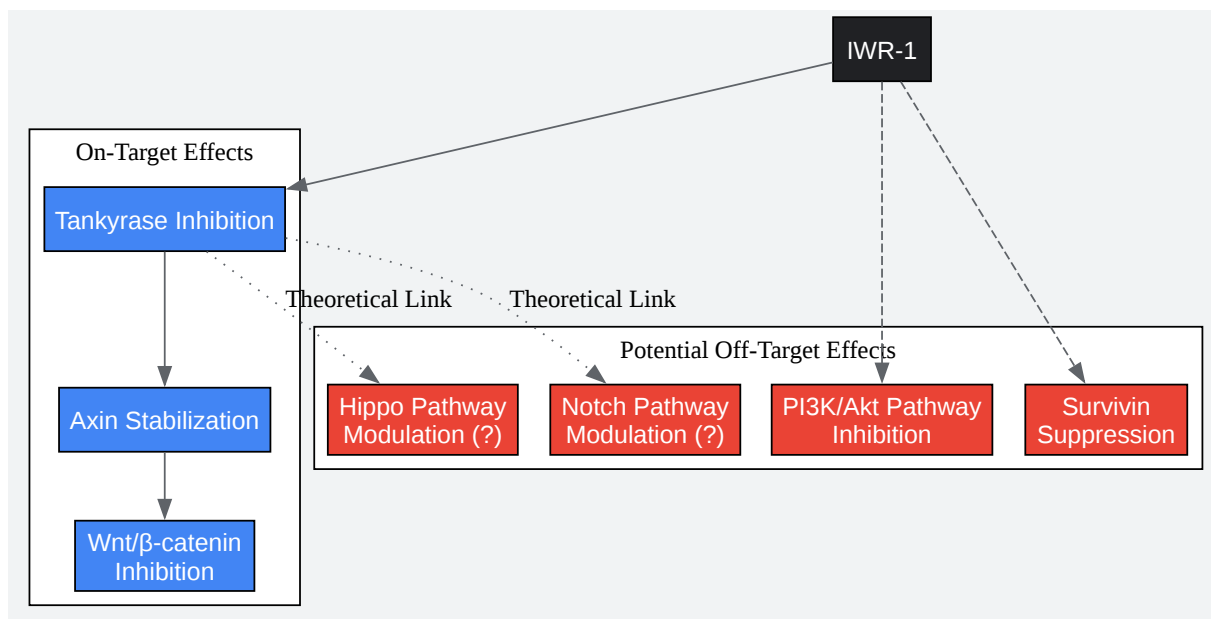 IWR-1
On-Target Effects
Tankyrase Inhibition
Theoretical Link
Theoretical Link
Potential Off-Target Effects
Hippo Pathway
Modulation (?)
Notch Pathway
Modulation (?)
PI3K/Akt Pathway
Inhibition
Survivin
Suppression
Axin Stabilization
Wnt/β-catenin
Inhibition